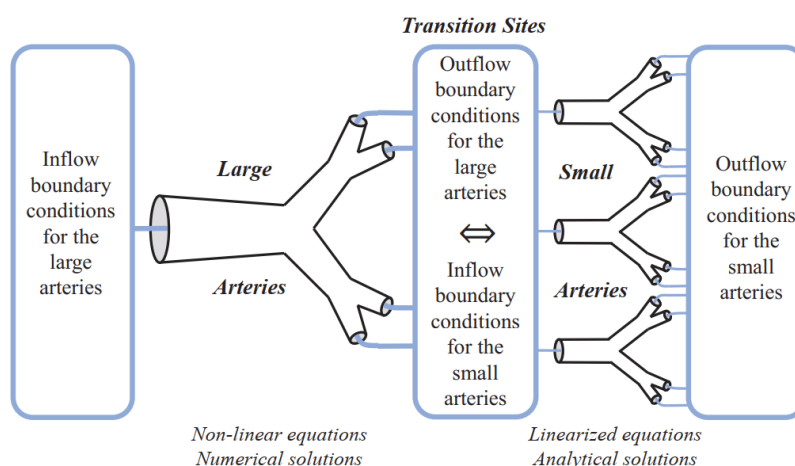 Transition Sites
Inflow
boundary
conditions
for the
large
arteries
Large
Arteries
Outflow
boundary
conditions
for the
large
arteries
⇔
Inflow
boundary
conditions
for the
small
arteries
Small
Arteries
Outflow
boundary
conditions
for the
small
arteries
Non-linear equations
Numerical solutions
Linearized equations
Analytical solutions